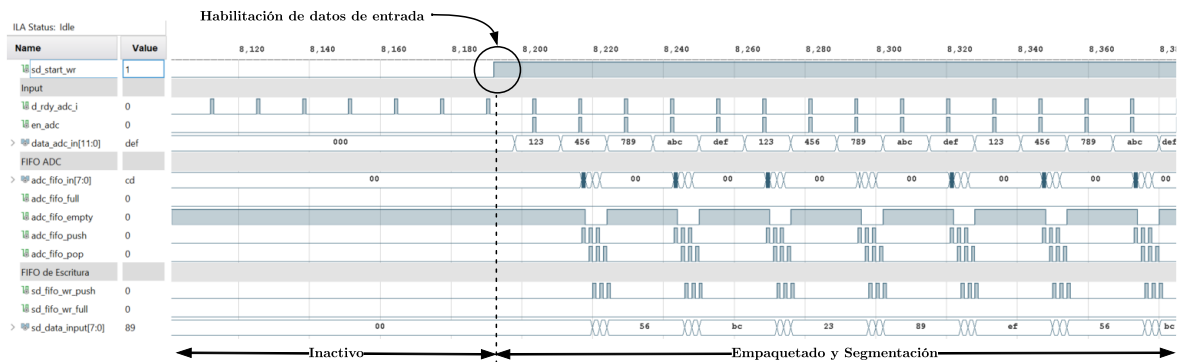 Habilitación de datos de entrada
ILA Status: Idle
Name Value 8,120 8,140 8,160 8,180 8,200 8,220 8,240 8,260 8,280 8,300 8,320 8,340 8,360
sd_start_wr 1
Input
d_rdy_adc_i 0
en_adc 0
data_adc_in[11:0] def 000 123 456 789 abc def 123 456 789 abc def 123 456 789 abc def
FIFO ADC
adc_fifo_in[7:0] cd 00 00 00 00 00 00 00 00
adc_fifo_full 0
adc_fifo_empty 0
adc_fifo_push 0
adc_fifo_pop 0
FIFO de Escritura
sd_fifo_wr_push 0
sd_fifo_wr_full 0
sd_data_input[7:0] 89 00 56 bc 23 89 ef 56 bc
Inactivo Empaquetado y Segmentación